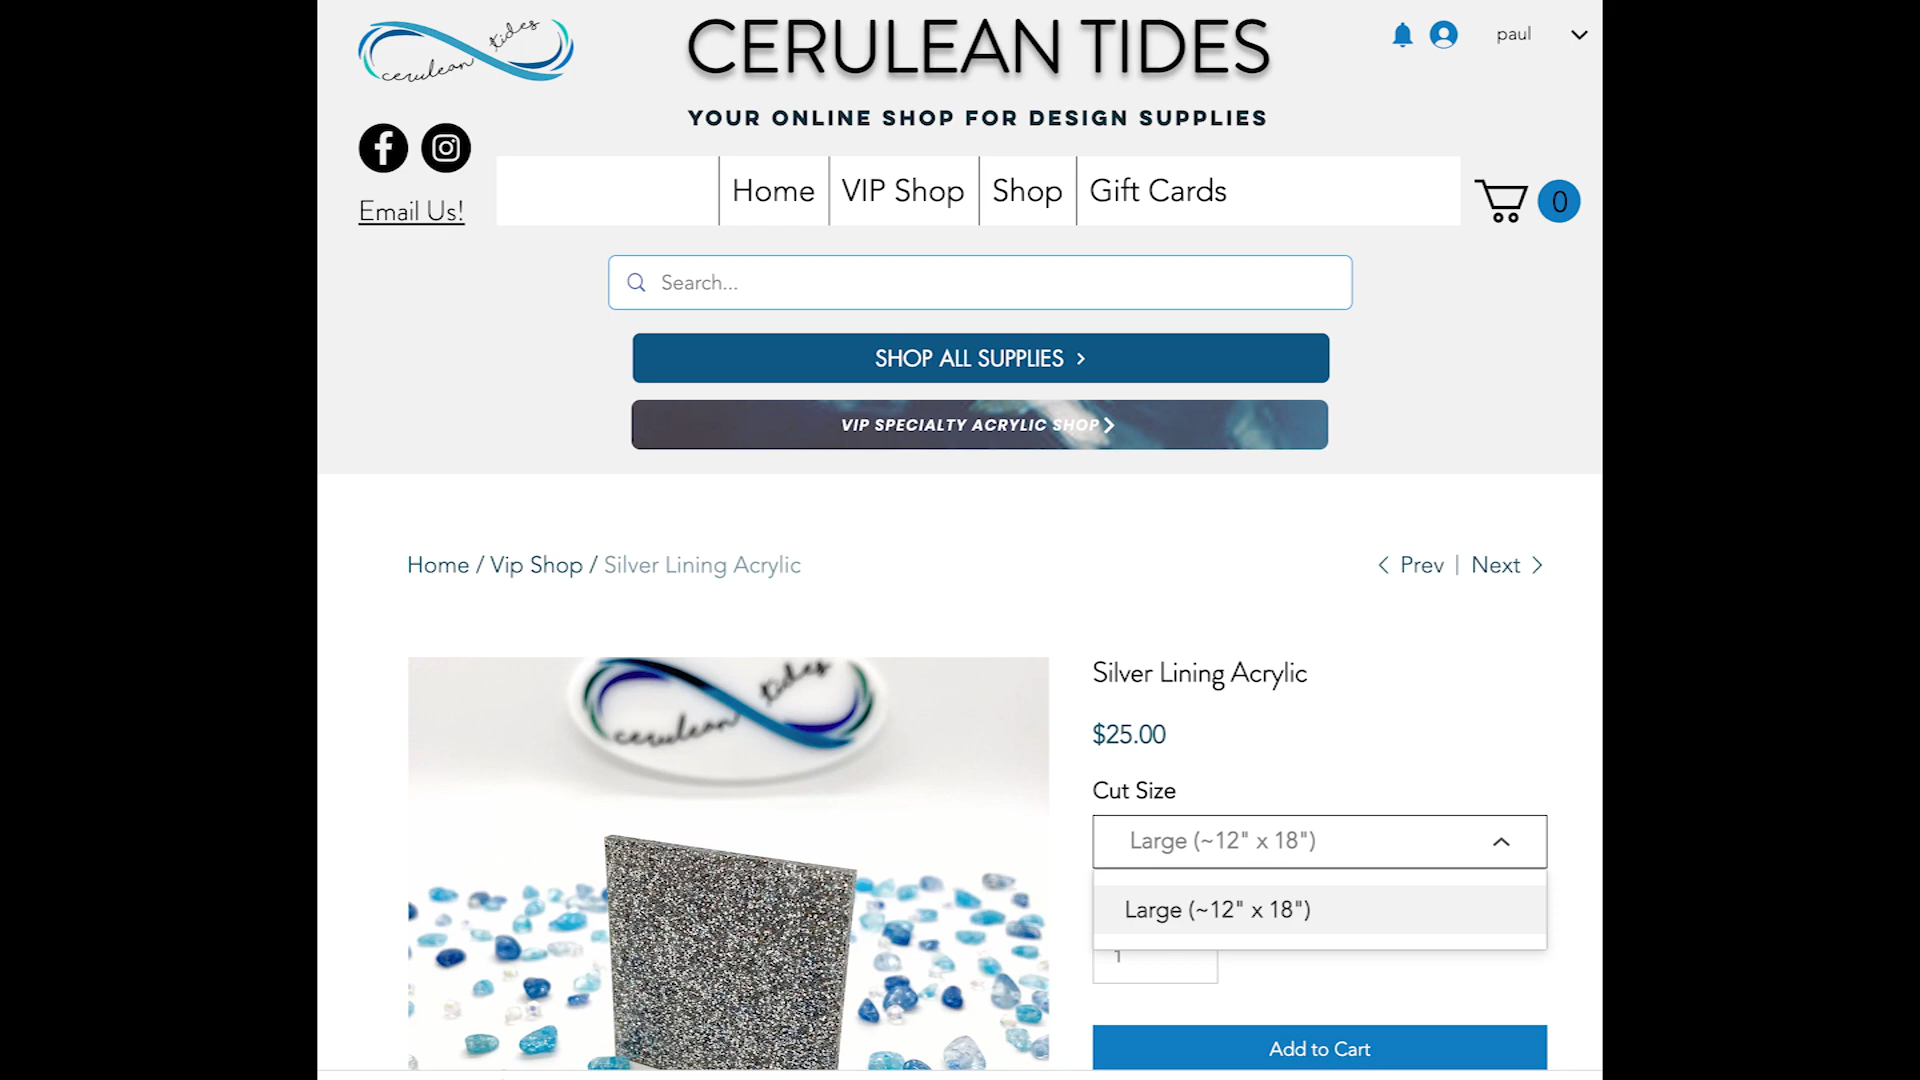 cerulean tides
CERULEAN TIDES
paul
YOUR ONLINE SHOP FOR DESIGN SUPPLIES
Email Us!
Home
VIP Shop
Shop
Gift Cards
0
Search...
SHOP ALL SUPPLIES >
VIP SPECIALTY ACRYLIC SHOP >
Home / Vip Shop / Silver Lining Acrylic
< Prev | Next >
cerulean tides
Silver Lining Acrylic
$25.00
Cut Size
Large (~12" x 18")
Large (~12" x 18")
1
Add to Cart